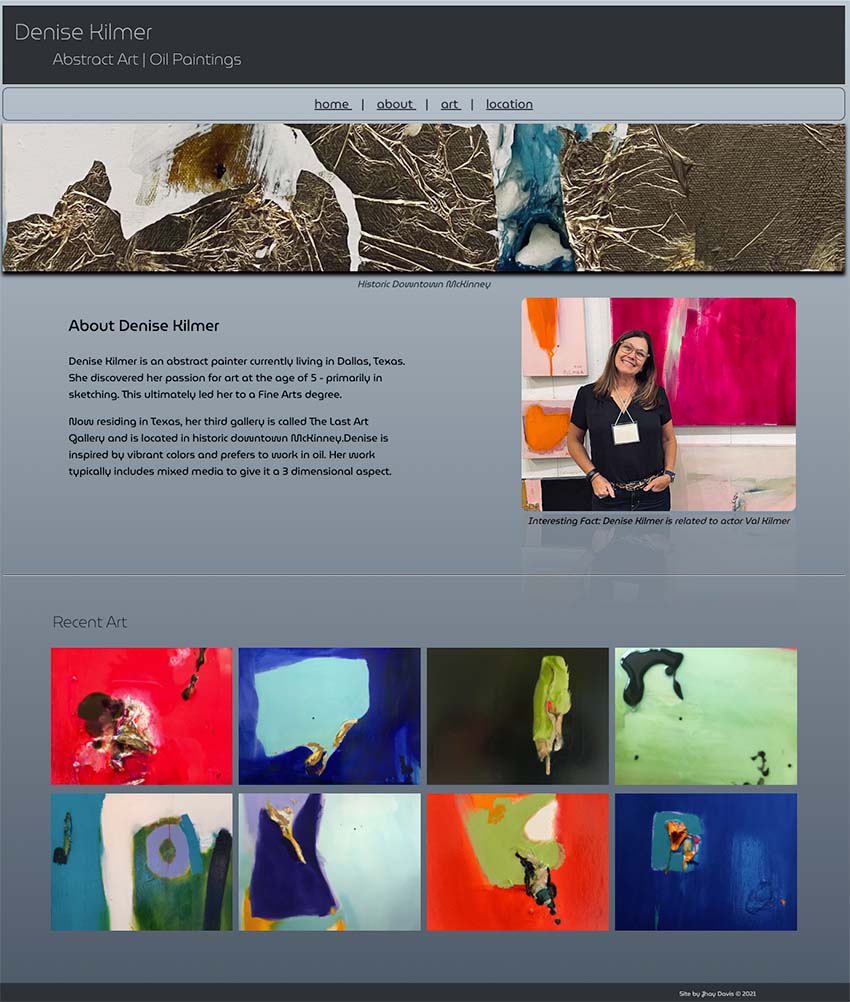 Denise Kilmer
Abstract Art | Oil Paintings
home | about | art | location
Historic Downtown McKinney
About Denise Kilmer
Denise Kilmer is an abstract painter currently living in Dallas, Texas.
She discovered her passion for art at the age of 5 - primarily in
sketching. This ultimately led her to a Fine Arts degree.
Now residing in Texas, her third gallery is called The Last Art
Gallery and is located in historic downtown McKinney.Denise is
inspired by vibrant colors and prefers to work in oil. Her work
typically includes mixed media to give it a 3 dimensional aspect.
Interesting Fact: Denise Kilmer is related to actor Val Kilmer
Recent Art
Site by Jhay Davis © 2021